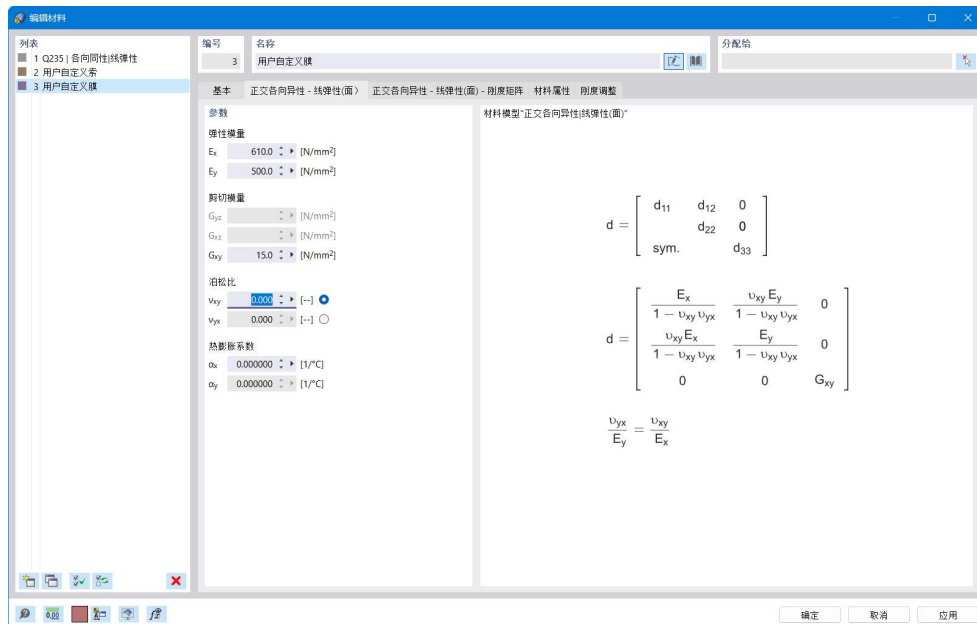 编辑材料
列表
1 Q235 | 各向同性|线弹性
2 用户自定义索
3 用户自定义膜
编号
3
名称
用户自定义膜
分配给
基本 正交各向异性 - 线弹性(面) 正交各向异性 - 线弹性(面) - 刚度矩阵 材料属性 刚度调整
参数
弹性模量
Ex 610.0 [N/mm²]
Ey 500.0 [N/mm²]
剪切模量
Gyz [N/mm²]
Gxz [N/mm²]
Gxy 15.0 [N/mm²]
泊松比
νxy 0.000 [--]
νyx 0.000 [--]
热膨胀系数
αx 0.000000 [1/°C]
αy 0.000000 [1/°C]
材料模型"正交各向异性|线弹性(面)"
d = [ d11 d12 0
d22 0
sym. d33 ]
d = [ Ex / (1 − υxy υyx) υxy Ey / (1 − υxy υyx) 0
υxy Ex / (1 − υxy υyx) Ey / (1 − υxy υyx) 0
0 0 Gxy ]
υyx / Ey = υxy / Ex
0.00
确定 取消 应用